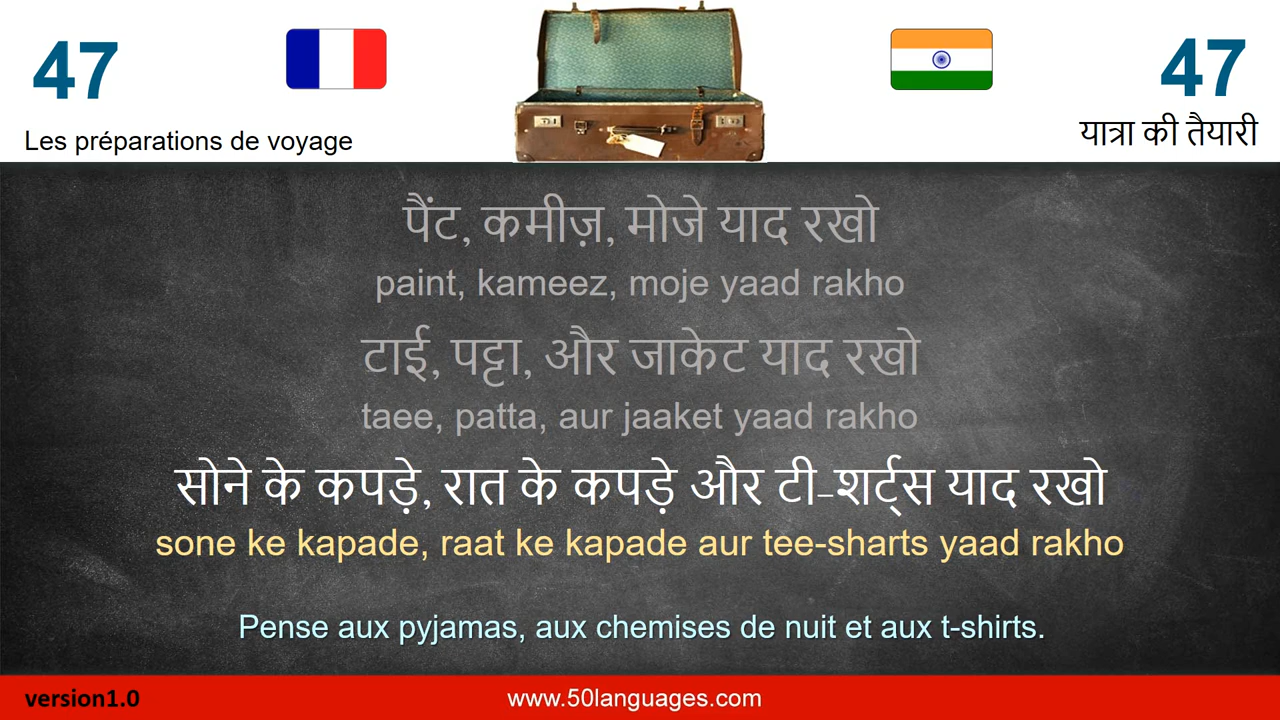 47
47
Les préparations de voyage
यात्रा की तैयारी
पैंट, कमीज़, मोजे याद रखो
paint, kameez, moje yaad rakho
टाई, पट्टा, और जाकेट याद रखो
taee, patta, aur jaaket yaad rakho
सोने के कपड़े, रात के कपड़े और टी-शर्ट्स याद रखो
sone ke kapade, raat ke kapade aur tee-sharts yaad rakho
Pense aux pyjamas, aux chemises de nuit et aux t-shirts.
version1.0
www.50languages.com